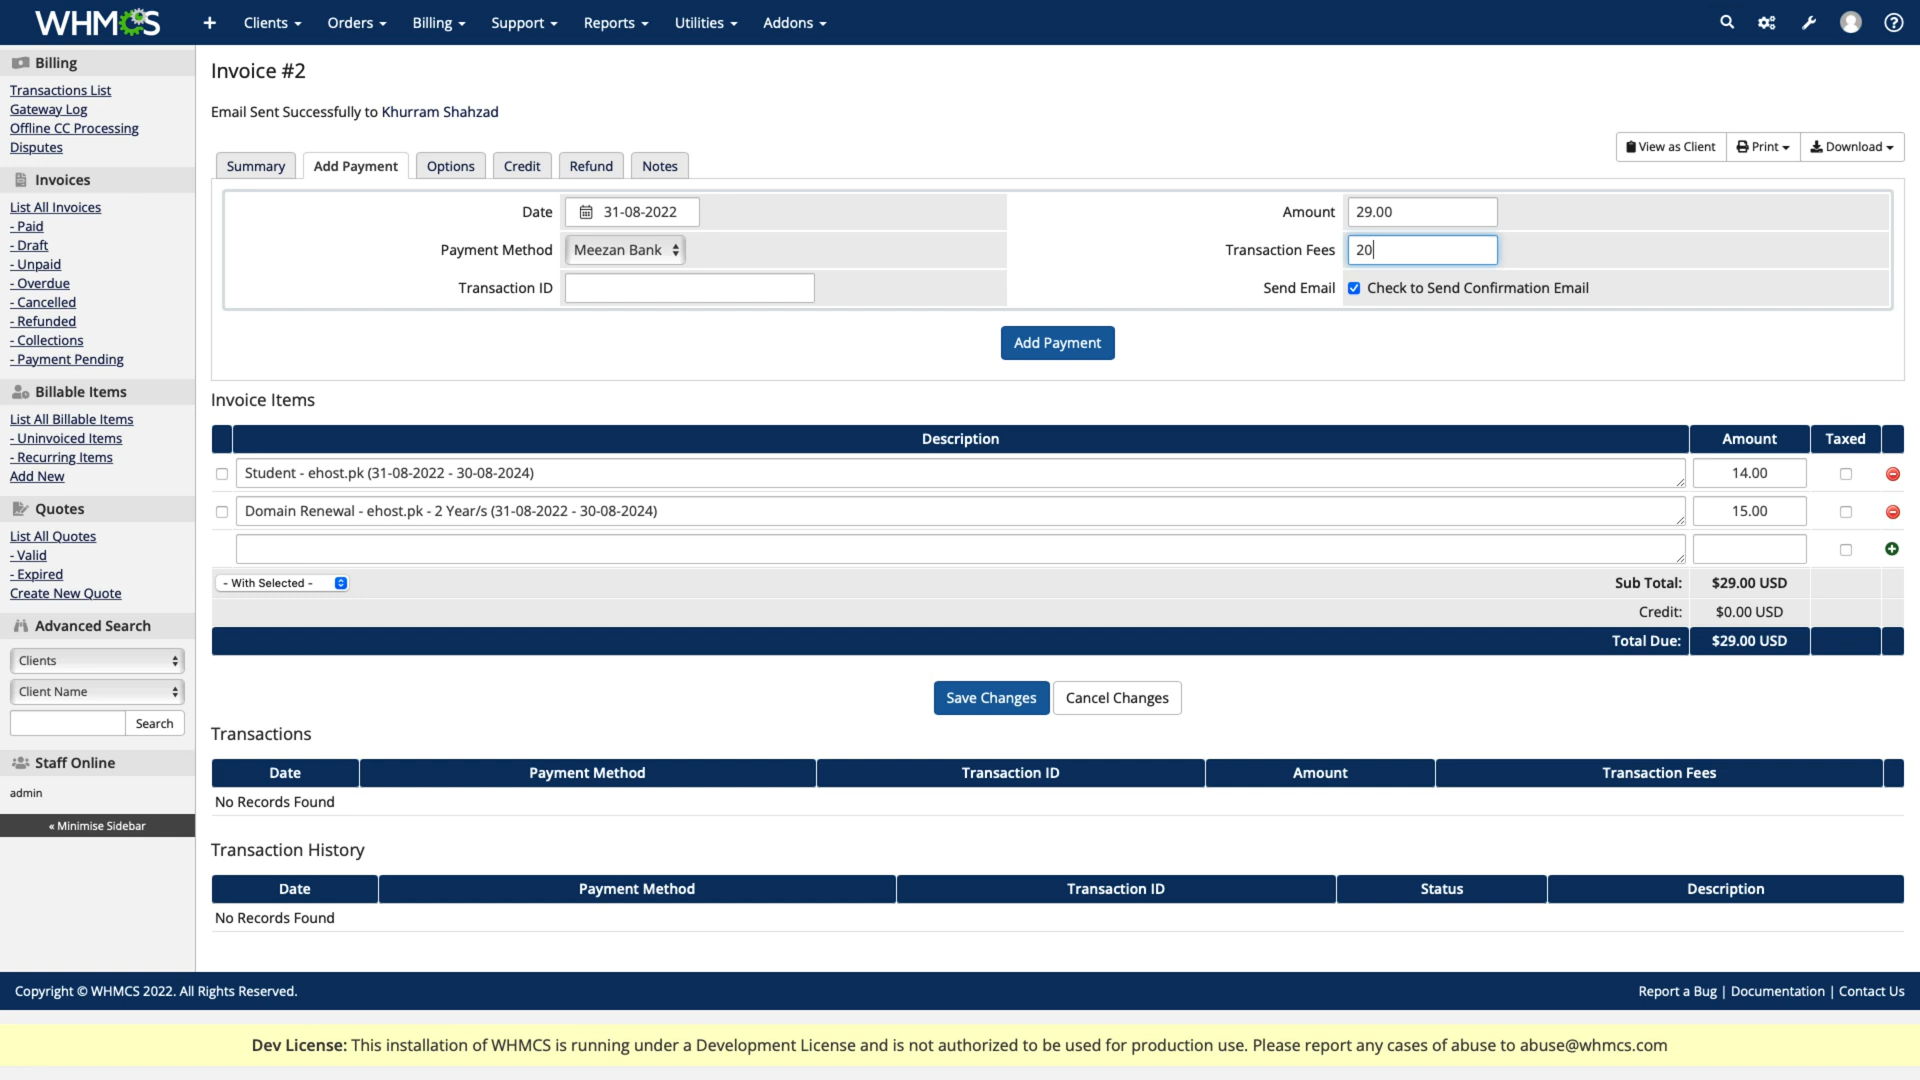 WHMCS
Clients
Orders
Billing
Support
Reports
Utilities
Addons
Billing
Transactions List
Gateway Log
Offline CC Processing
Disputes
Invoices
List All Invoices
- Paid
- Draft
- Unpaid
- Overdue
- Cancelled
- Refunded
- Collections
- Payment Pending
Billable Items
List All Billable Items
- Uninvoiced Items
- Recurring Items
Add New
Quotes
List All Quotes
- Valid
- Expired
Create New Quote
Advanced Search
Clients
Client Name
Search
Staff Online
admin
« Minimise Sidebar
Invoice #2
Email Sent Successfully to Khurram Shahzad
View as Client
Print
Download
Summary
Add Payment
Options
Credit
Refund
Notes
Date 31-08-2022
Amount 29.00
Payment Method Meezan Bank
Transaction Fees 20
Transaction ID
Send Email Check to Send Confirmation Email
Add Payment
Invoice Items
Description Amount Taxed
Student - ehost.pk (31-08-2022 - 30-08-2024) 14.00
Domain Renewal - ehost.pk - 2 Year/s (31-08-2022 - 30-08-2024) 15.00
- With Selected -
Sub Total: $29.00 USD
Credit: $0.00 USD
Total Due: $29.00 USD
Save Changes
Cancel Changes
Transactions
Date Payment Method Transaction ID Amount Transaction Fees
No Records Found
Transaction History
Date Payment Method Transaction ID Status Description
No Records Found
Copyright © WHMCS 2022. All Rights Reserved.
Report a Bug | Documentation | Contact Us
Dev License: This installation of WHMCS is running under a Development License and is not authorized to be used for production use. Please report any cases of abuse to abuse@whmcs.com